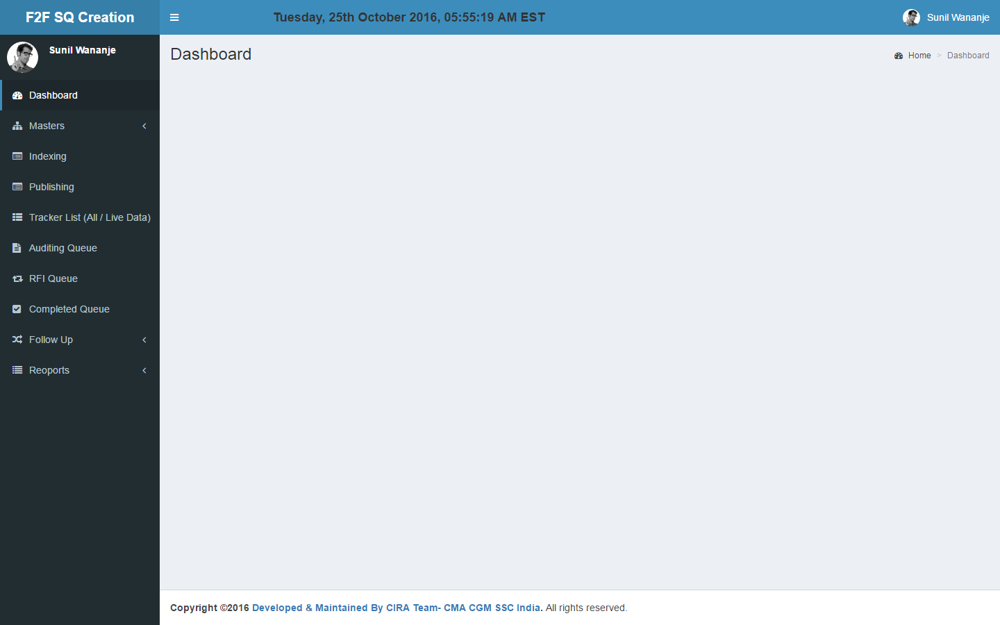 F2F SQ Creation
Tuesday, 25th October 2016, 05:55:19 AM EST
Sunil Wananje
Sunil Wananje
Dashboard
Home > Dashboard
Dashboard
Masters
Indexing
Publishing
Tracker List (All / Live Data)
Auditing Queue
RFI Queue
Completed Queue
Follow Up
Reoports
Copyright ©2016 Developed & Maintained By CIRA Team- CMA CGM SSC India. All rights reserved.